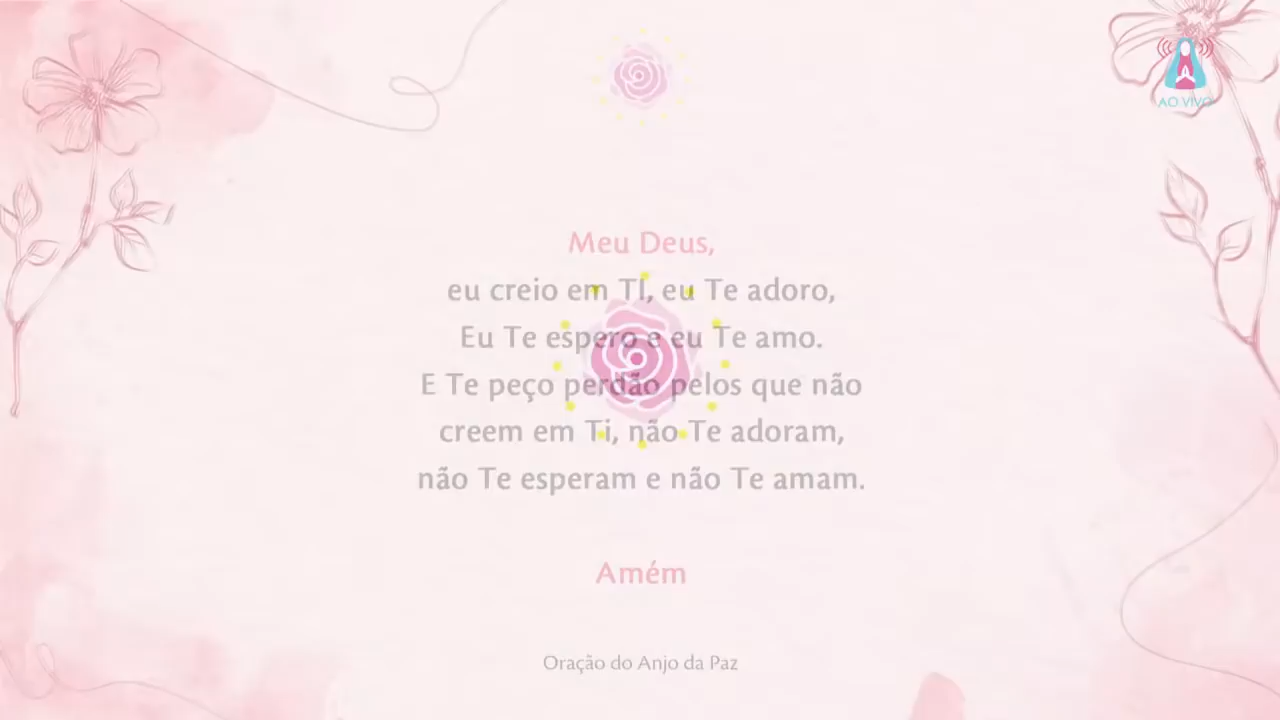 AO VIVO
Meu Deus,
eu creio em TI, eu Te adoro,
Eu Te espero e eu Te amo.
E Te peço perdão pelos que não
creem em Ti, não Te adoram,
não Te esperam e não Te amam.
Amém
Oração do Anjo da Paz